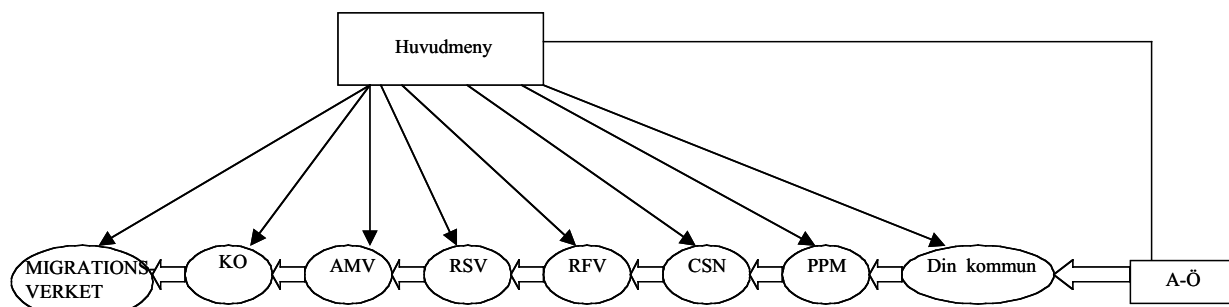 Huvudmeny
MIGRATIONS-
VERKET
KO
AMV
RSV
RFV
CSN
PPM
Din kommun
A-Ö